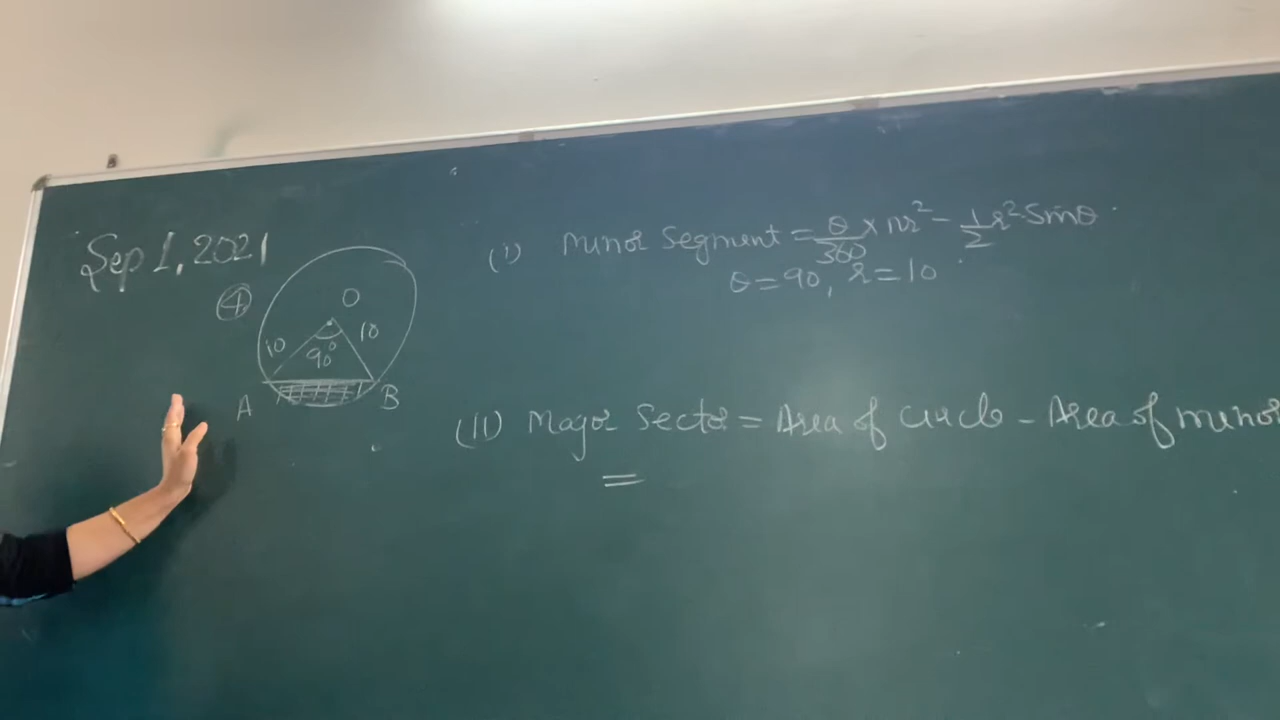 Sep 1, 2021
④
O
10
10
90°
A
B
(i) Minor Segment = θ/360 × πr² - 1/2 r² Sinθ
θ = 90, r = 10
(II) Major Sector = Area of circle - Area of minor
=